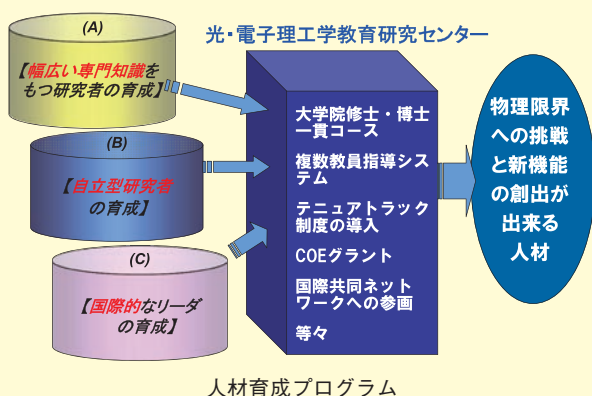 (A)
【幅広い専門知識を
もつ研究者の育成】
(B)
【自立型研究者
の育成】
(C)
【国際的なリーダ
の育成】
光・電子理工学教育研究センター
大学院修士・博士
一貫コース
複数教員指導シス
テム
テニュアトラック
制度の導入
COEグラント
国際共同ネット
ワークへの参画
等々
物理限界
への挑戦
と新機能
の創出が
出来る
人材
人材育成プログラム